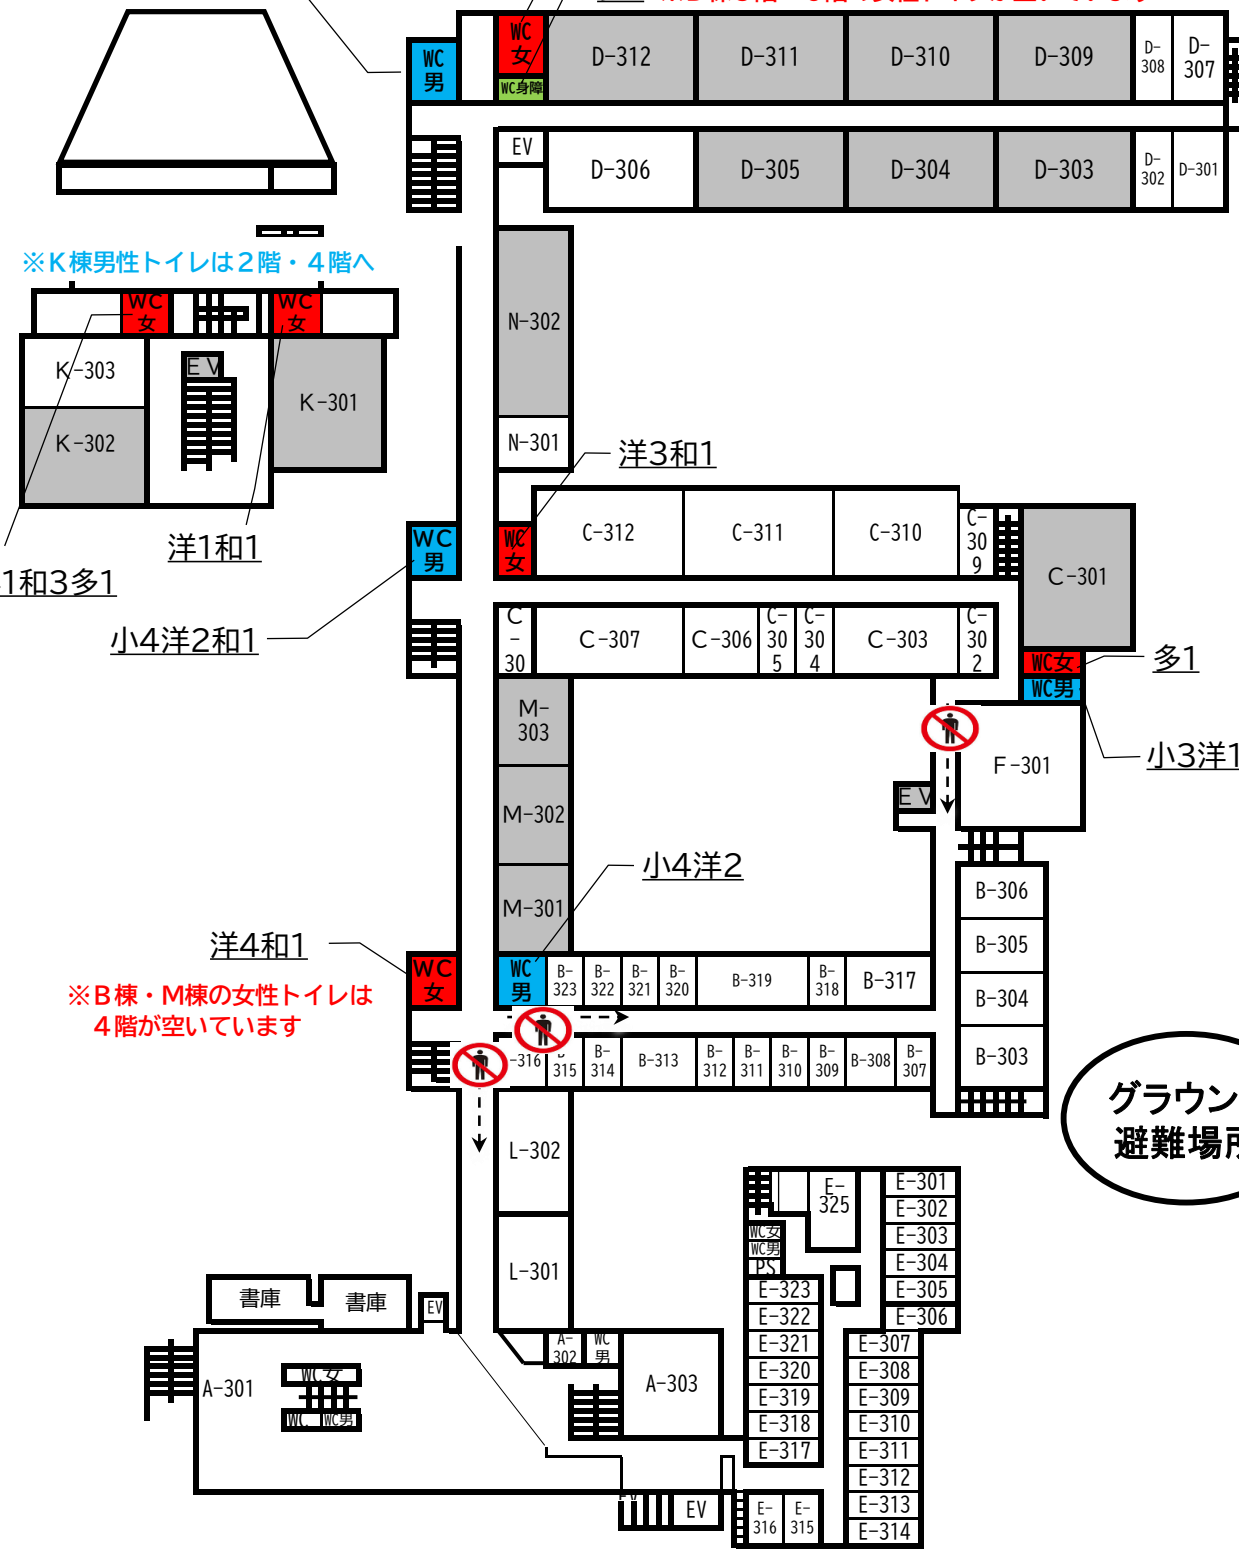 WC
女
WC身障
WC
男
D-312
D-311
D-310
D-309
D-
308
D-
307
EV
D-306
D-305
D-304
D-303
D-
302
D-301
※K棟男性トイレは2階・4階へ
WC
女
WC
女
K-303
K-302
EV
K-301
N-302
N-301
洋3和1
洋1和1
1和3多1
小4洋2和1
WC
男
WC
女
C-312
C-311
C-310
C-
30
9
C-301
C
-
30
C-307
C-306
C-
30
5
C-
30
4
C-303
C-
30
2
WC女
WC男
多1
小3洋1
M-
303
M-302
M-301
F-301
EV
小4洋2
洋4和1
※B棟・M棟の女性トイレは
4階が空いています
WC
女
WC
男
B-
323
B-
322
B-
321
B-
320
B-319
B-
318
B-317
B-306
B-305
B-304
B-303
-316
315
B-
314
B-313
B-
312
B-
311
B-
310
B-
309
B-308
B-
307
グラウン
避難場所
L-302
L-301
E-
325
WC女
WC男
PS
E-301
E-302
E-303
E-304
E-305
E-306
E-323
E-322
E-321
E-320
E-319
E-318
E-317
E-307
E-308
E-309
E-310
E-311
E-312
E-313
E-314
E-
316
E-
315
書庫
書庫
EV
A-301
WC女
WC
WC男
A-
302
WC
男
A-303
EV